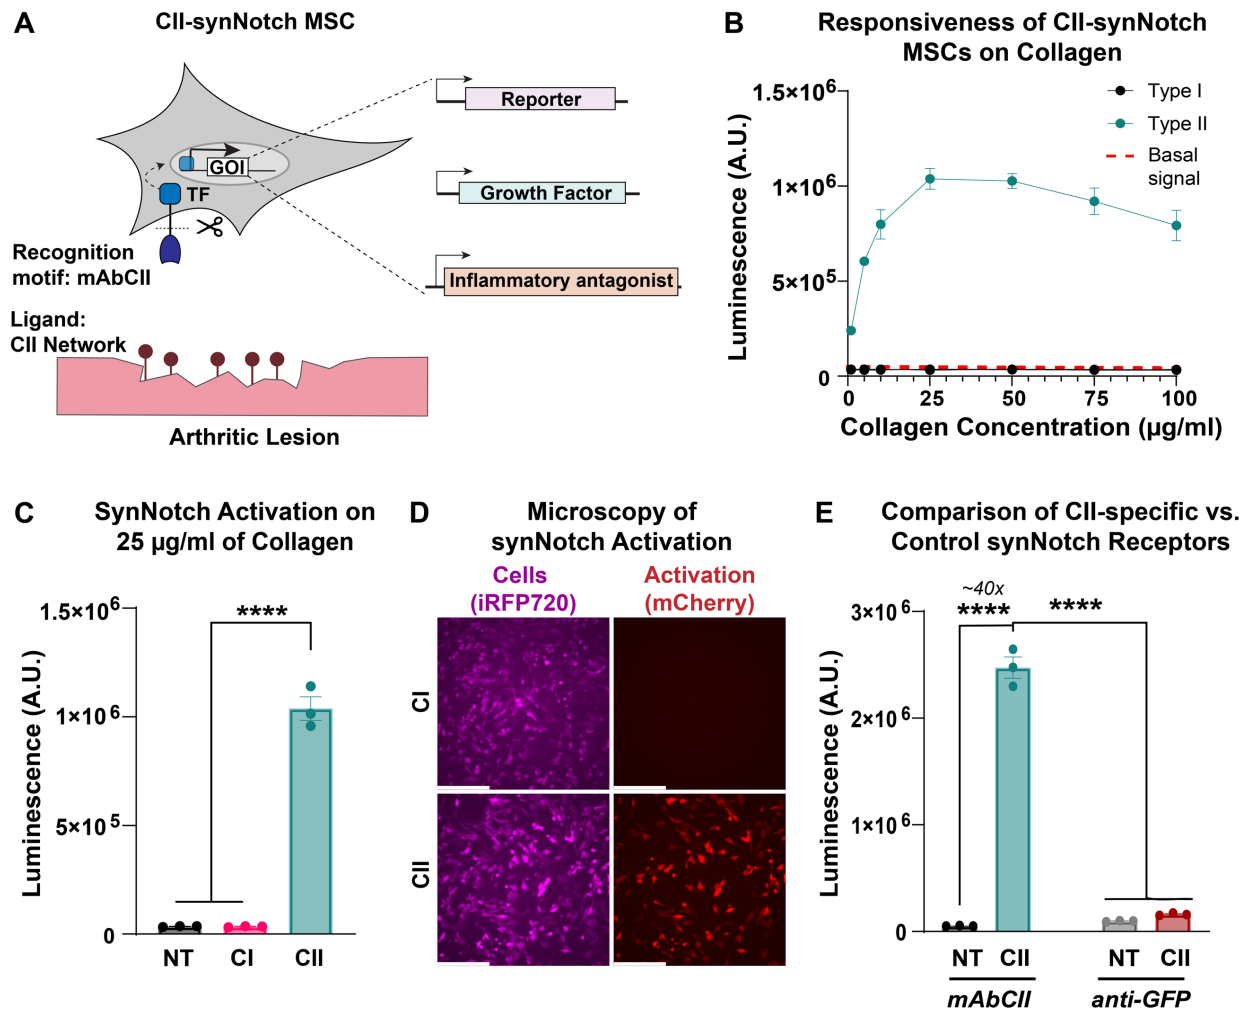 A
CII-synNotch MSC
Reporter
GOI
TF
Growth Factor
Recognition
motif: mAbCII
Inflammatory antagonist
Ligand:
CII Network
Arthritic Lesion
B
Responsiveness of CII-synNotch
MSCs on Collagen
Luminescence (A.U.)
1.5×10⁶
1×10⁶
5×10⁵
0
Type I
Type II
Basal
signal
0 25 50 75 100
Collagen Concentration (µg/ml)
C
SynNotch Activation on
25 µg/ml of Collagen
Luminescence (A.U.)
1.5×10⁶
1×10⁶
5×10⁵
0
****
NT CI CII
D
Microscopy of
synNotch Activation
Cells
(iRFP720)
Activation
(mCherry)
CI
CII
E
Comparison of CII-specific vs.
Control synNotch Receptors
Luminescence (A.U.)
3×10⁶
2×10⁶
1×10⁶
0
~40x
**** ****
NT CII NT CII
mAbCII anti-GFP